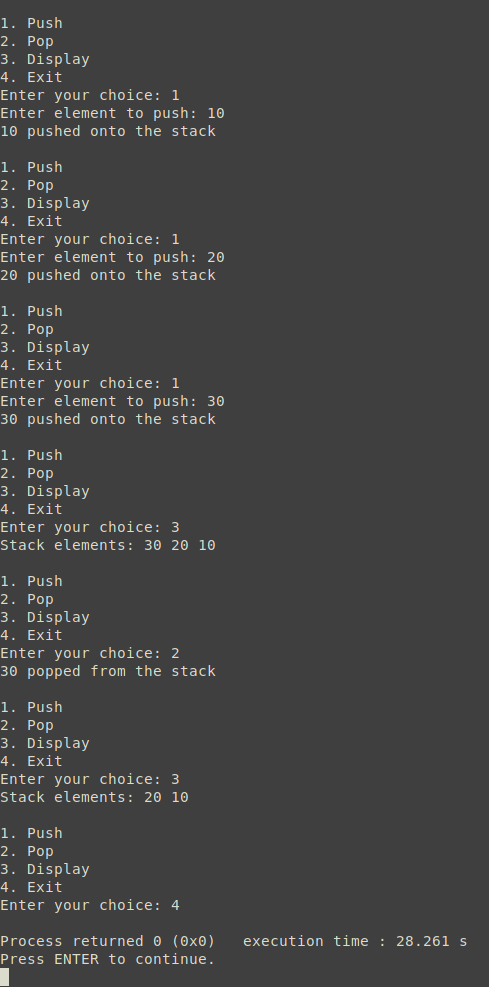 1. Push
2. Pop
3. Display
4. Exit
Enter your choice: 1
Enter element to push: 10
10 pushed onto the stack
1. Push
2. Pop
3. Display
4. Exit
Enter your choice: 1
Enter element to push: 20
20 pushed onto the stack
1. Push
2. Pop
3. Display
4. Exit
Enter your choice: 1
Enter element to push: 30
30 pushed onto the stack
1. Push
2. Pop
3. Display
4. Exit
Enter your choice: 3
Stack elements: 30 20 10
1. Push
2. Pop
3. Display
4. Exit
Enter your choice: 2
30 popped from the stack
1. Push
2. Pop
3. Display
4. Exit
Enter your choice: 3
Stack elements: 20 10
1. Push
2. Pop
3. Display
4. Exit
Enter your choice: 4
Process returned 0 (0x0)   execution time : 28.261 s
Press ENTER to continue.